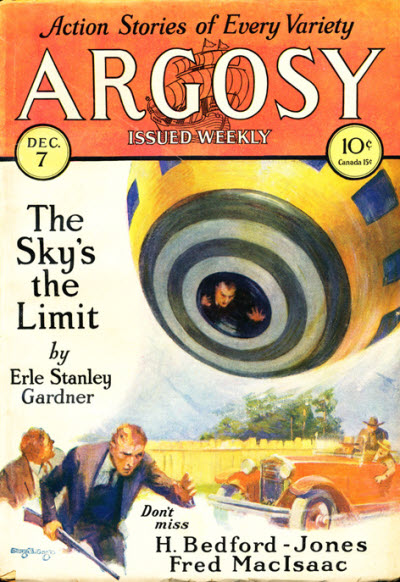 Action Stories of Every Variety
ARGOSY
ISSUED WEEKLY
DEC.
7
10¢
Canada 15¢
The
Sky's
the
Limit
by
Erle Stanley
Gardner
Don't
miss
H. Bedford-Jones
Fred MacIsaac